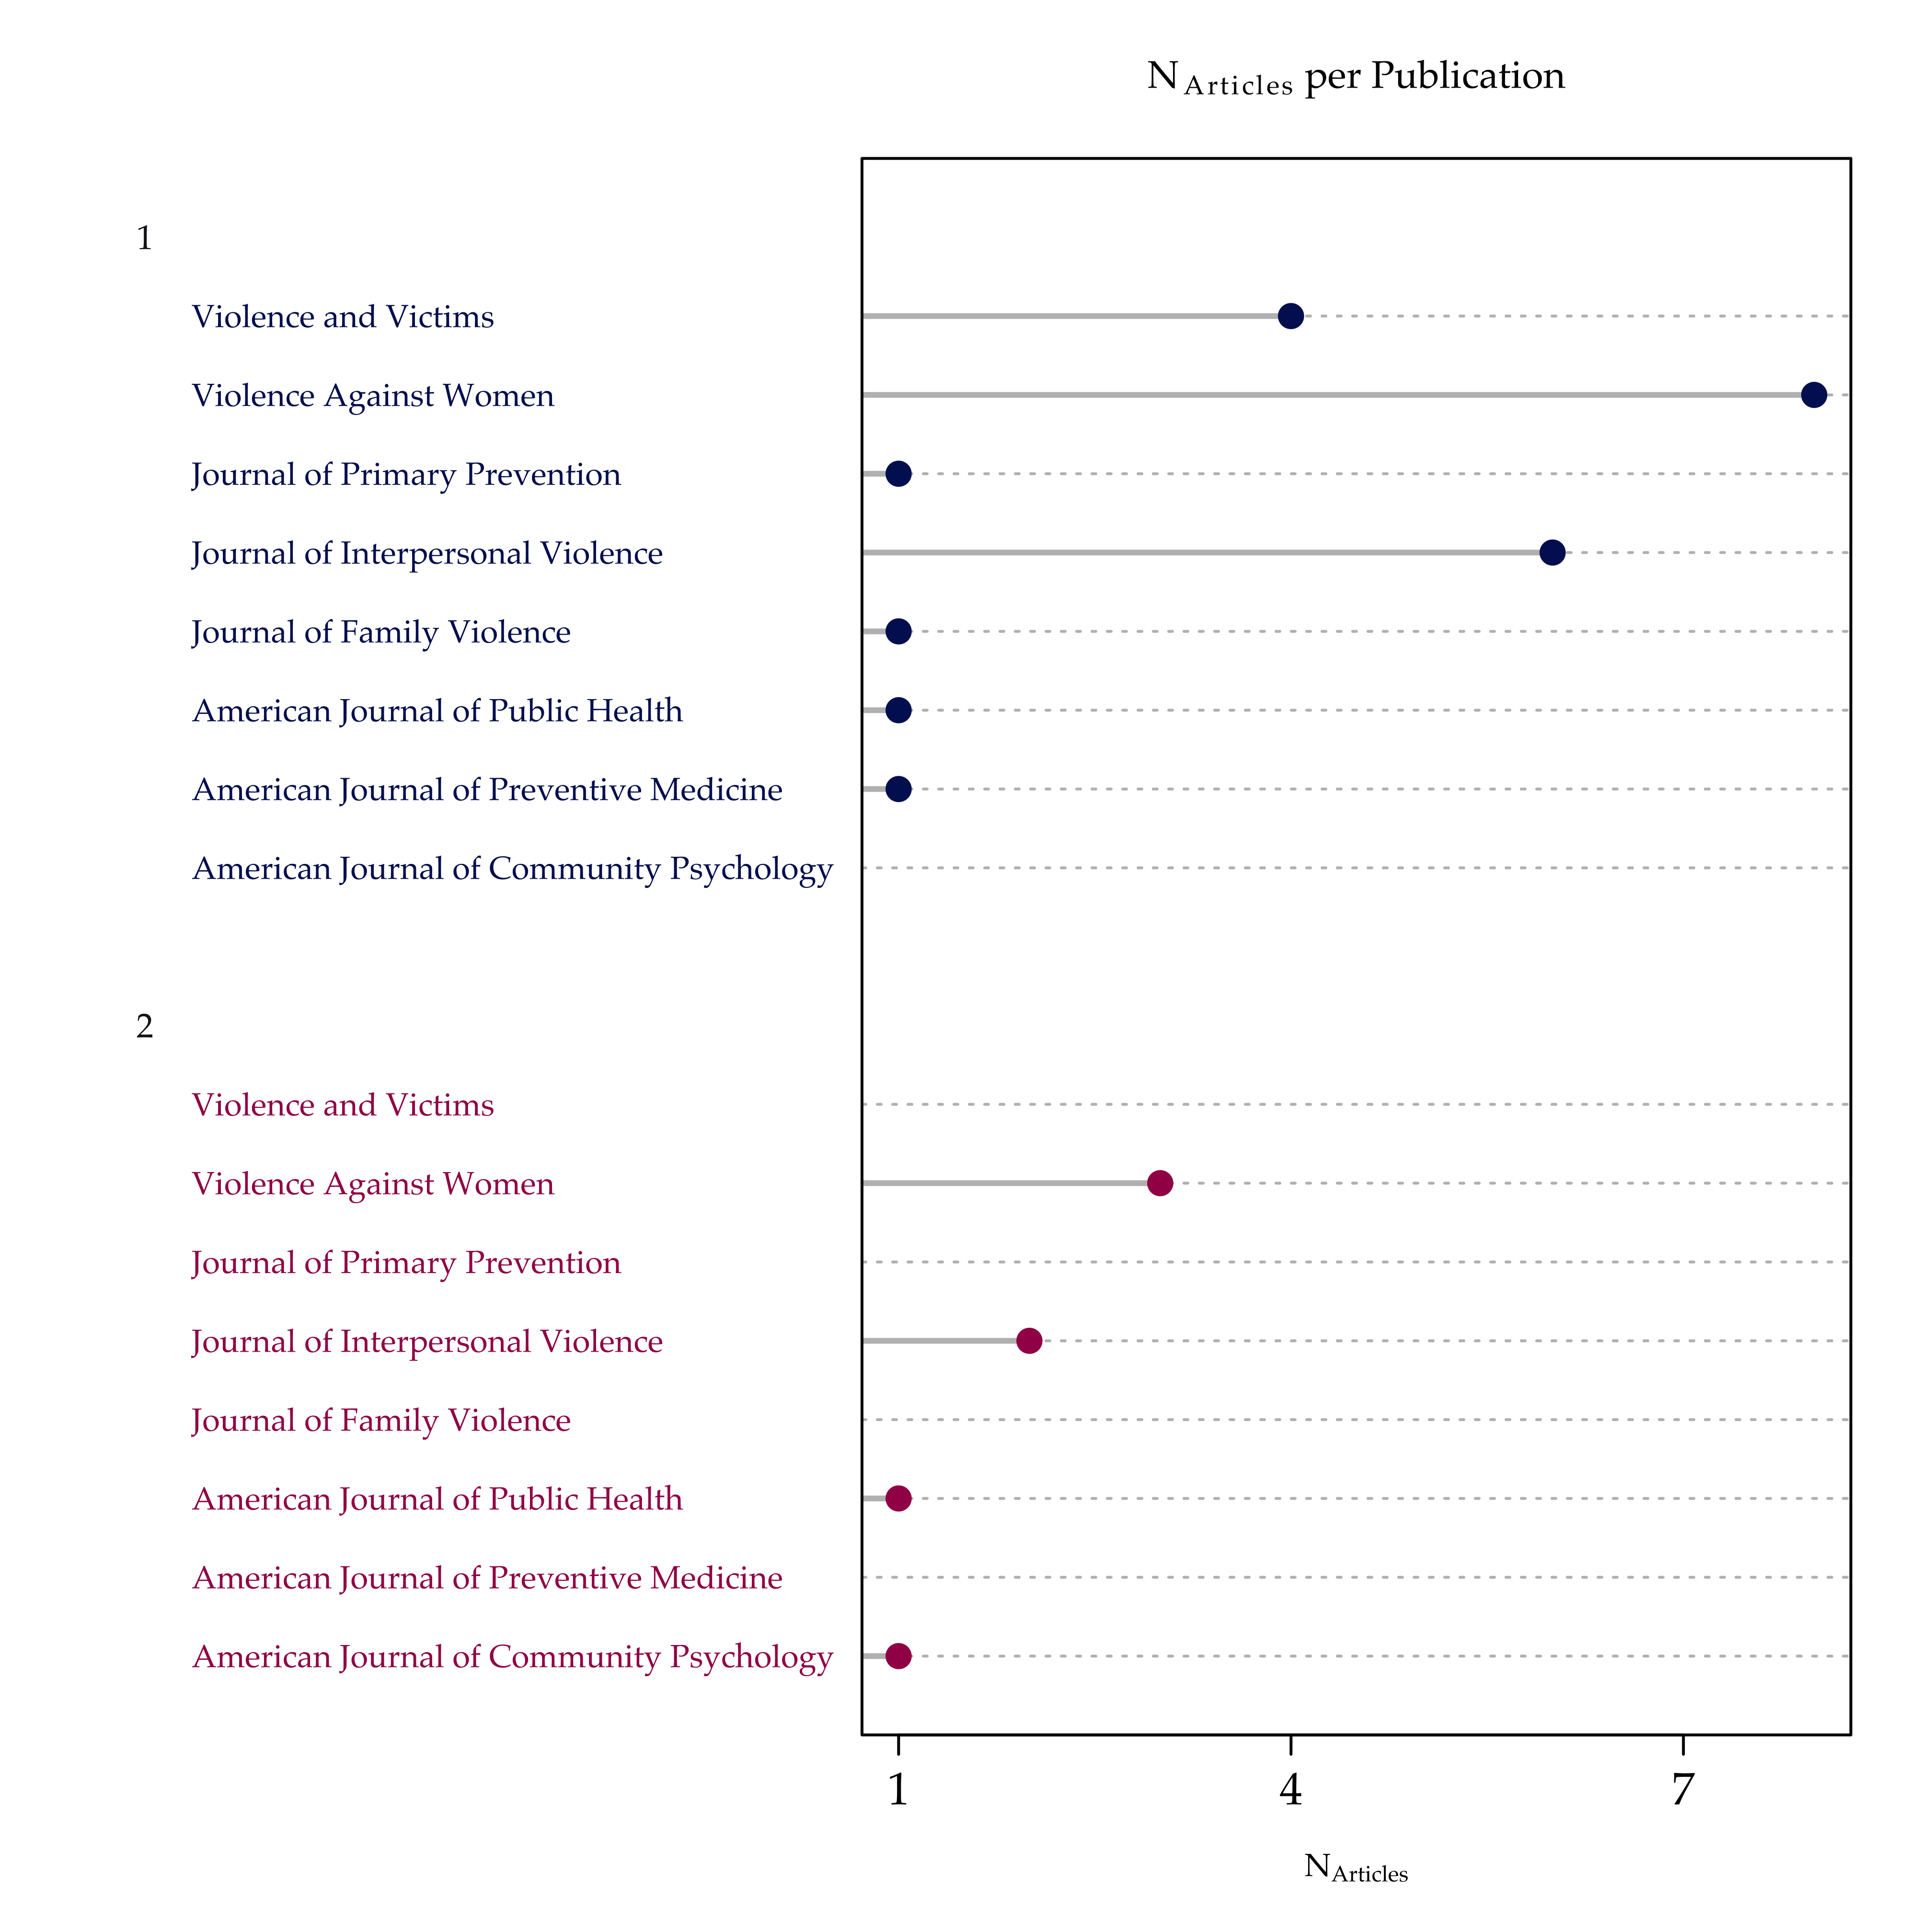 N Articles per Publication
1
Violence and Victims
Violence Against Women
Journal of Primary Prevention
Journal of Interpersonal Violence
Journal of Family Violence
American Journal of Public Health
American Journal of Preventive Medicine
American Journal of Community Psychology
2
Violence and Victims
Violence Against Women
Journal of Primary Prevention
Journal of Interpersonal Violence
Journal of Family Violence
American Journal of Public Health
American Journal of Preventive Medicine
American Journal of Community Psychology
1 4 7
NArticles